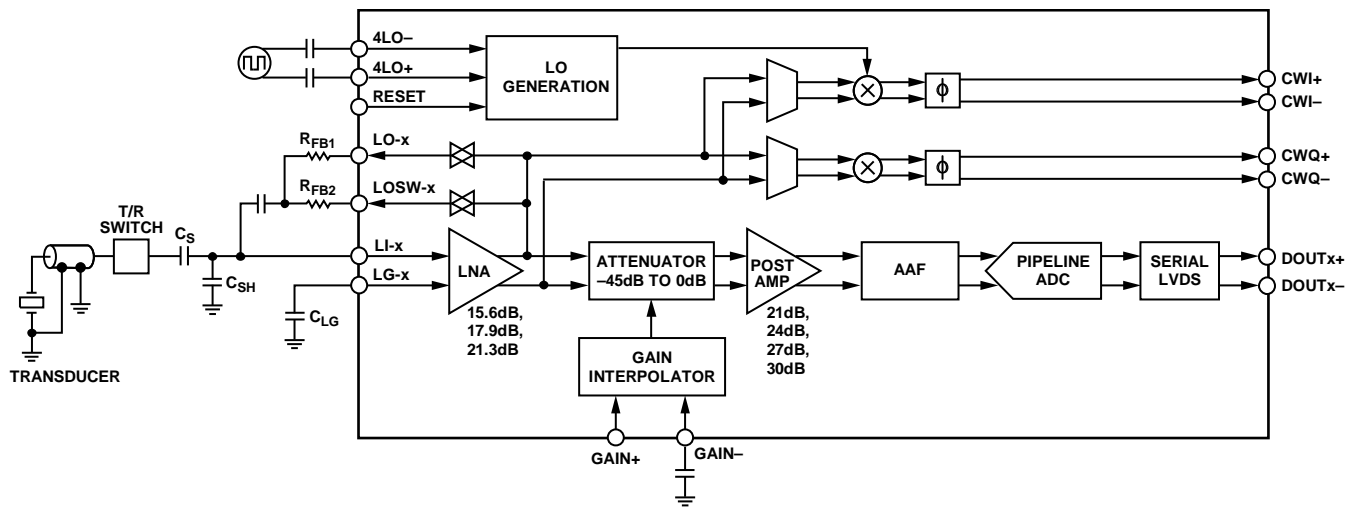 4LO–
4LO+
RESET
LO
GENERATION
CWI+
CWI–
RFB1
LO-x
CWQ+
CWQ–
RFB2
LOSW-x
T/R
SWITCH
CS
LI-x
LG-x
CSH
CLG
LNA
15.6dB,
17.9dB,
21.3dB
ATTENUATOR
–45dB TO 0dB
POST
AMP
21dB,
24dB,
27dB,
30dB
AAF
PIPELINE
ADC
SERIAL
LVDS
DOUTx+
DOUTx–
TRANSDUCER
GAIN
INTERPOLATOR
GAIN+
GAIN–
ϕ
ϕ